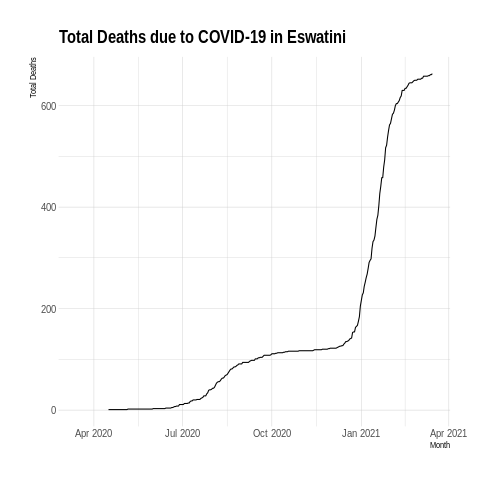 Total Deaths due to COVID-19 in Eswatini
Total Deaths
600
400
200
0
Apr 2020 Jul 2020 Oct 2020 Jan 2021 Apr 2021
Month